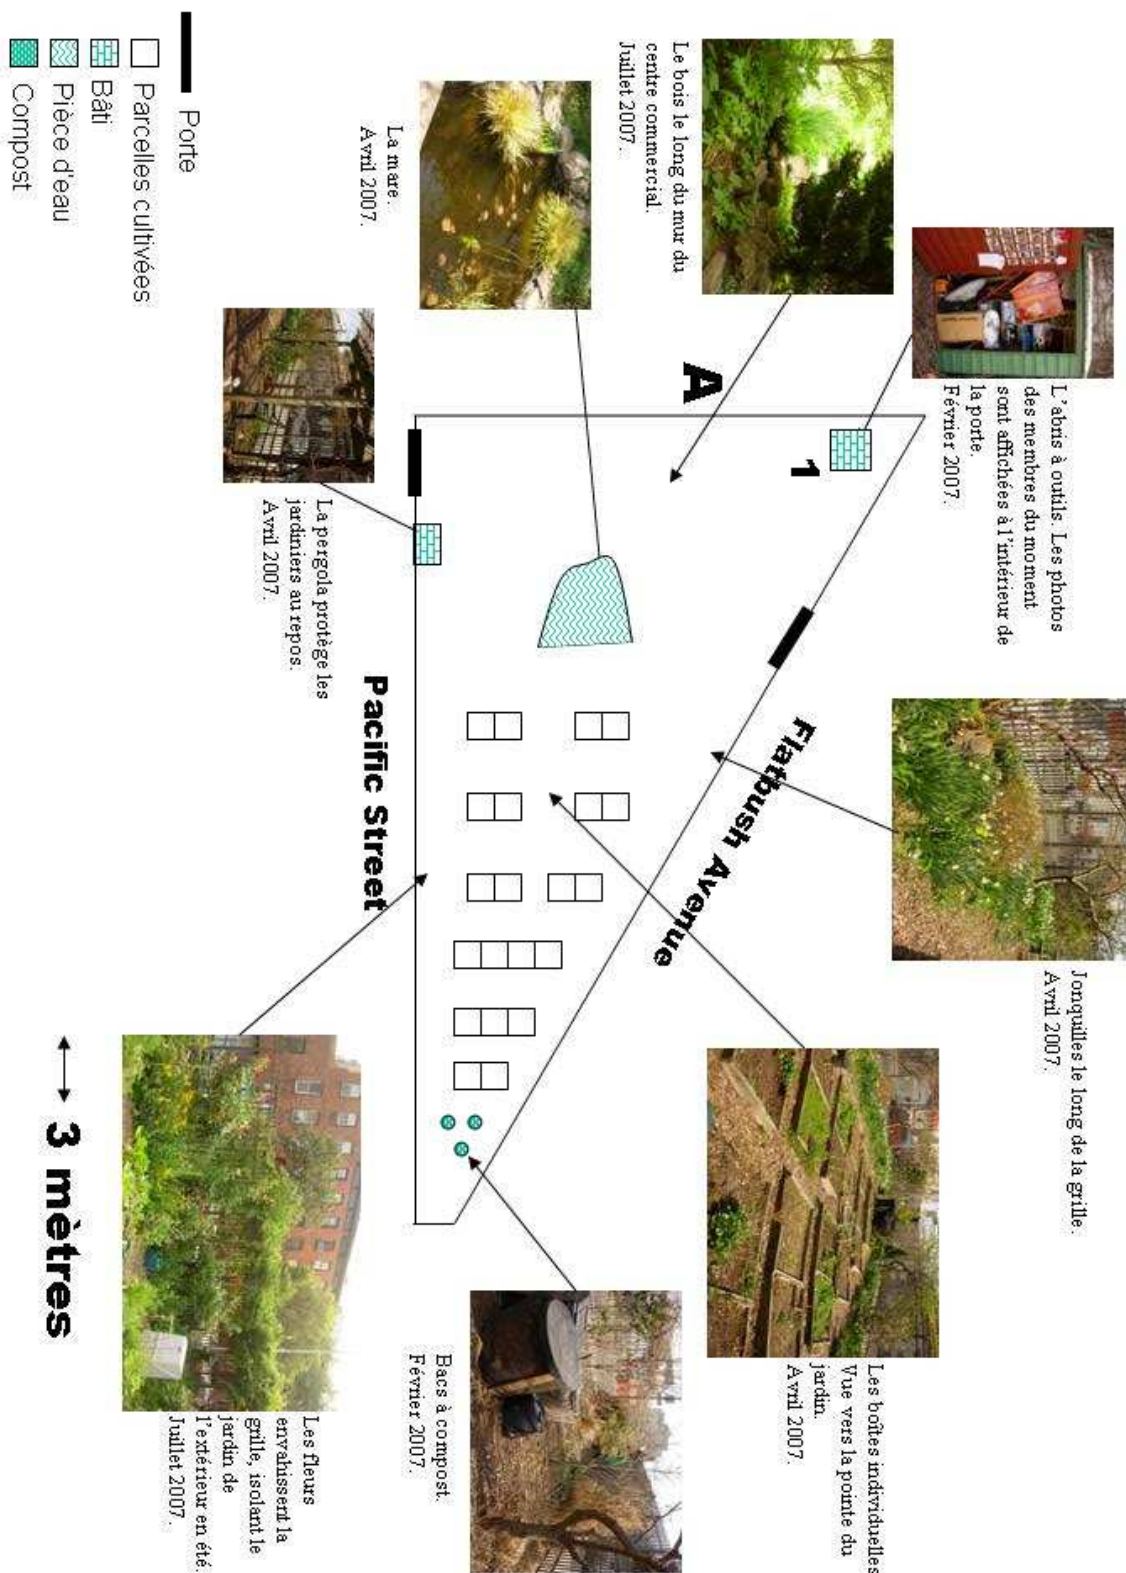 L'abris à outils. Les photos
des membres du moment
sont affichées à l'intérieur de
la porte.
Février 2007.
Jonquilles le long de la grille.
Avril 2007.
Les boîtes individuelles
Vue vers la pointe du
jardin.
Avril 2007.
Le bois le long du mur du
centre commercial.
Juillet 2007.
A
1
Flatbush Avenue
La mare.
Avril 2007.
Pacific Street
Bacs à compost.
Février 2007.
La pergola protège les
jardiniers au repos.
Avril 2007.
Les fleurs
envahissent la
grille, isolant le
jardin de
l'extérieur en été.
Juillet 2007.
Porte
Parcelles cultivées
Bâti
Pièce d'eau
Compost
3 mètres